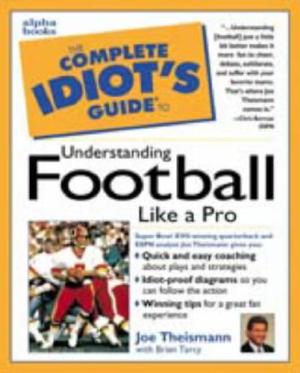 alpha
books
"...Understanding
[football] just a little
bit better makes it
more fun to cheer,
debate, celebrate,
and suffer with your
favorite teams.
That's where Joe
Theismann
comes in."
—Chris Berman
ESPN
THE
COMPLETE
IDIOT'S
GUIDE® TO
Understanding
Football
Like a Pro
Super Bowl XVII-winning quarterback and
ESPN analyst Joe Theismann gives you:
Quick and easy coaching
about plays and strategies
Idiot-proof diagrams so you
can follow the action
Winning tips for a great fan
experience
Joe Theismann
with Brian Tarcy